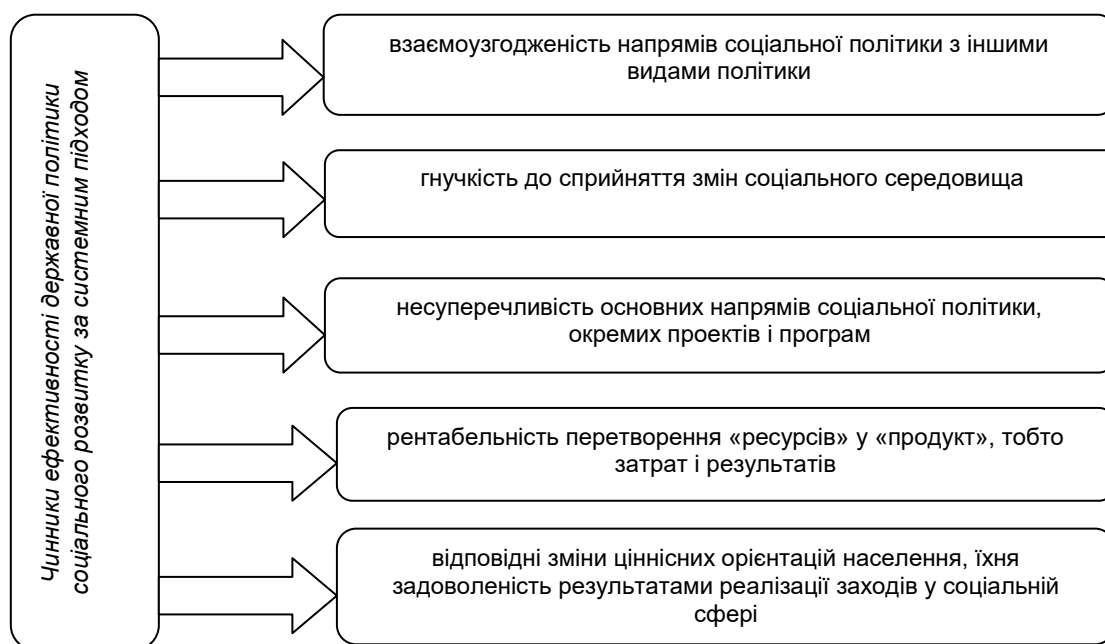 Чинники ефективності державної політики
соціального розвитку за системним підходом
взаємоузгодженість напрямів соціальної політики з іншими
видами політики
гнучкість до сприйняття змін соціального середовища
несуперечливість основних напрямів соціальної політики,
окремих проектів і програм
рентабельність перетворення «ресурсів» у «продукт», тобто
затрат і результатів
відповідні зміни ціннісних орієнтацій населення, їхня
задоволеність результатами реалізації заходів у соціальній
сфері